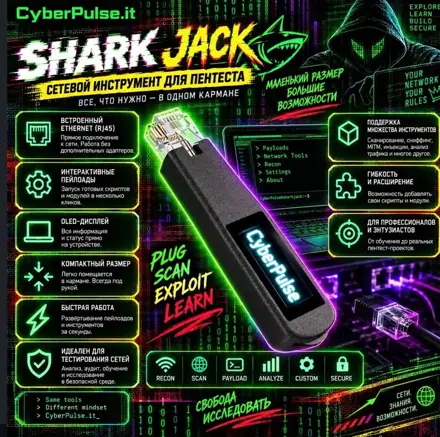 CyberPulse.it
EXPLORE
LEARN
BUILD
SECURE
SHARK JACK
СЕТЕВОЙ ИНСТРУМЕНТ ДЛЯ ПЕНТЕСТА
ВСЕ, ЧТО НУЖНО — В ОДНОМ КАРМАНЕ
МАЛЕНЬКИЙ РАЗМЕР
БОЛЬШИЕ
ВОЗМОЖНОСТИ
YOUR
NETWORK
YOUR
RULES
ВСТРОЕННЫЙ
ETHERNET (RJ45)
Прямое подключение
к сети. Работа без
дополнительных адаптеров.
ИНТЕРАКТИВНЫЕ
ПЕЙЛОАДЫ
Запуск готовых скриптов
и модулей в несколько
кликов.
OLED-ДИСПЛЕЙ
Вся информация
и статус прямо
на устройстве.
КОМПАКТНЫЙ РАЗМЕР
Легко помещается
в кармане. Всегда под
рукой.
БЫСТРАЯ РАБОТА
Развёртывание пейлоадов
и инструментов
за секунды.
ИДЕАЛЕН ДЛЯ
ТЕСТИРОВАНИЯ СЕТЕЙ
Анализ, аудит, обучение
и исследование
в безопасной среде.
> Payloads
> Network Tools
> Recon
> Settings
> About
CyberPulse
PLUG
SCAN
EXPLOIT
LEARN
ПОДДЕРЖКА
МНОЖЕСТВА ИНСТРУМЕНТОВ
Сканирование, сниффинг,
MITM, инъекции, анализ
трафика и многое другое.
ГИБКОСТЬ
И РАСШИРЕНИЕ
Возможность добавлять
свои скрипты и модули.
ДЛЯ ПРОФЕССИОНАЛОВ
И ЭНТУЗИАСТОВ
От обучения до реальных
пентест-проектов.
RECON
SCAN
PAYLOAD
ANALYZE
CUSTOM
SECURE
> Same tools
> Different mindset
> CyberPulse.it_
СВОБОДА
ИССЛЕДОВАТЬ
СЕТИ.
ЗНАНИЯ.
ВОЗМОЖНОСТИ.